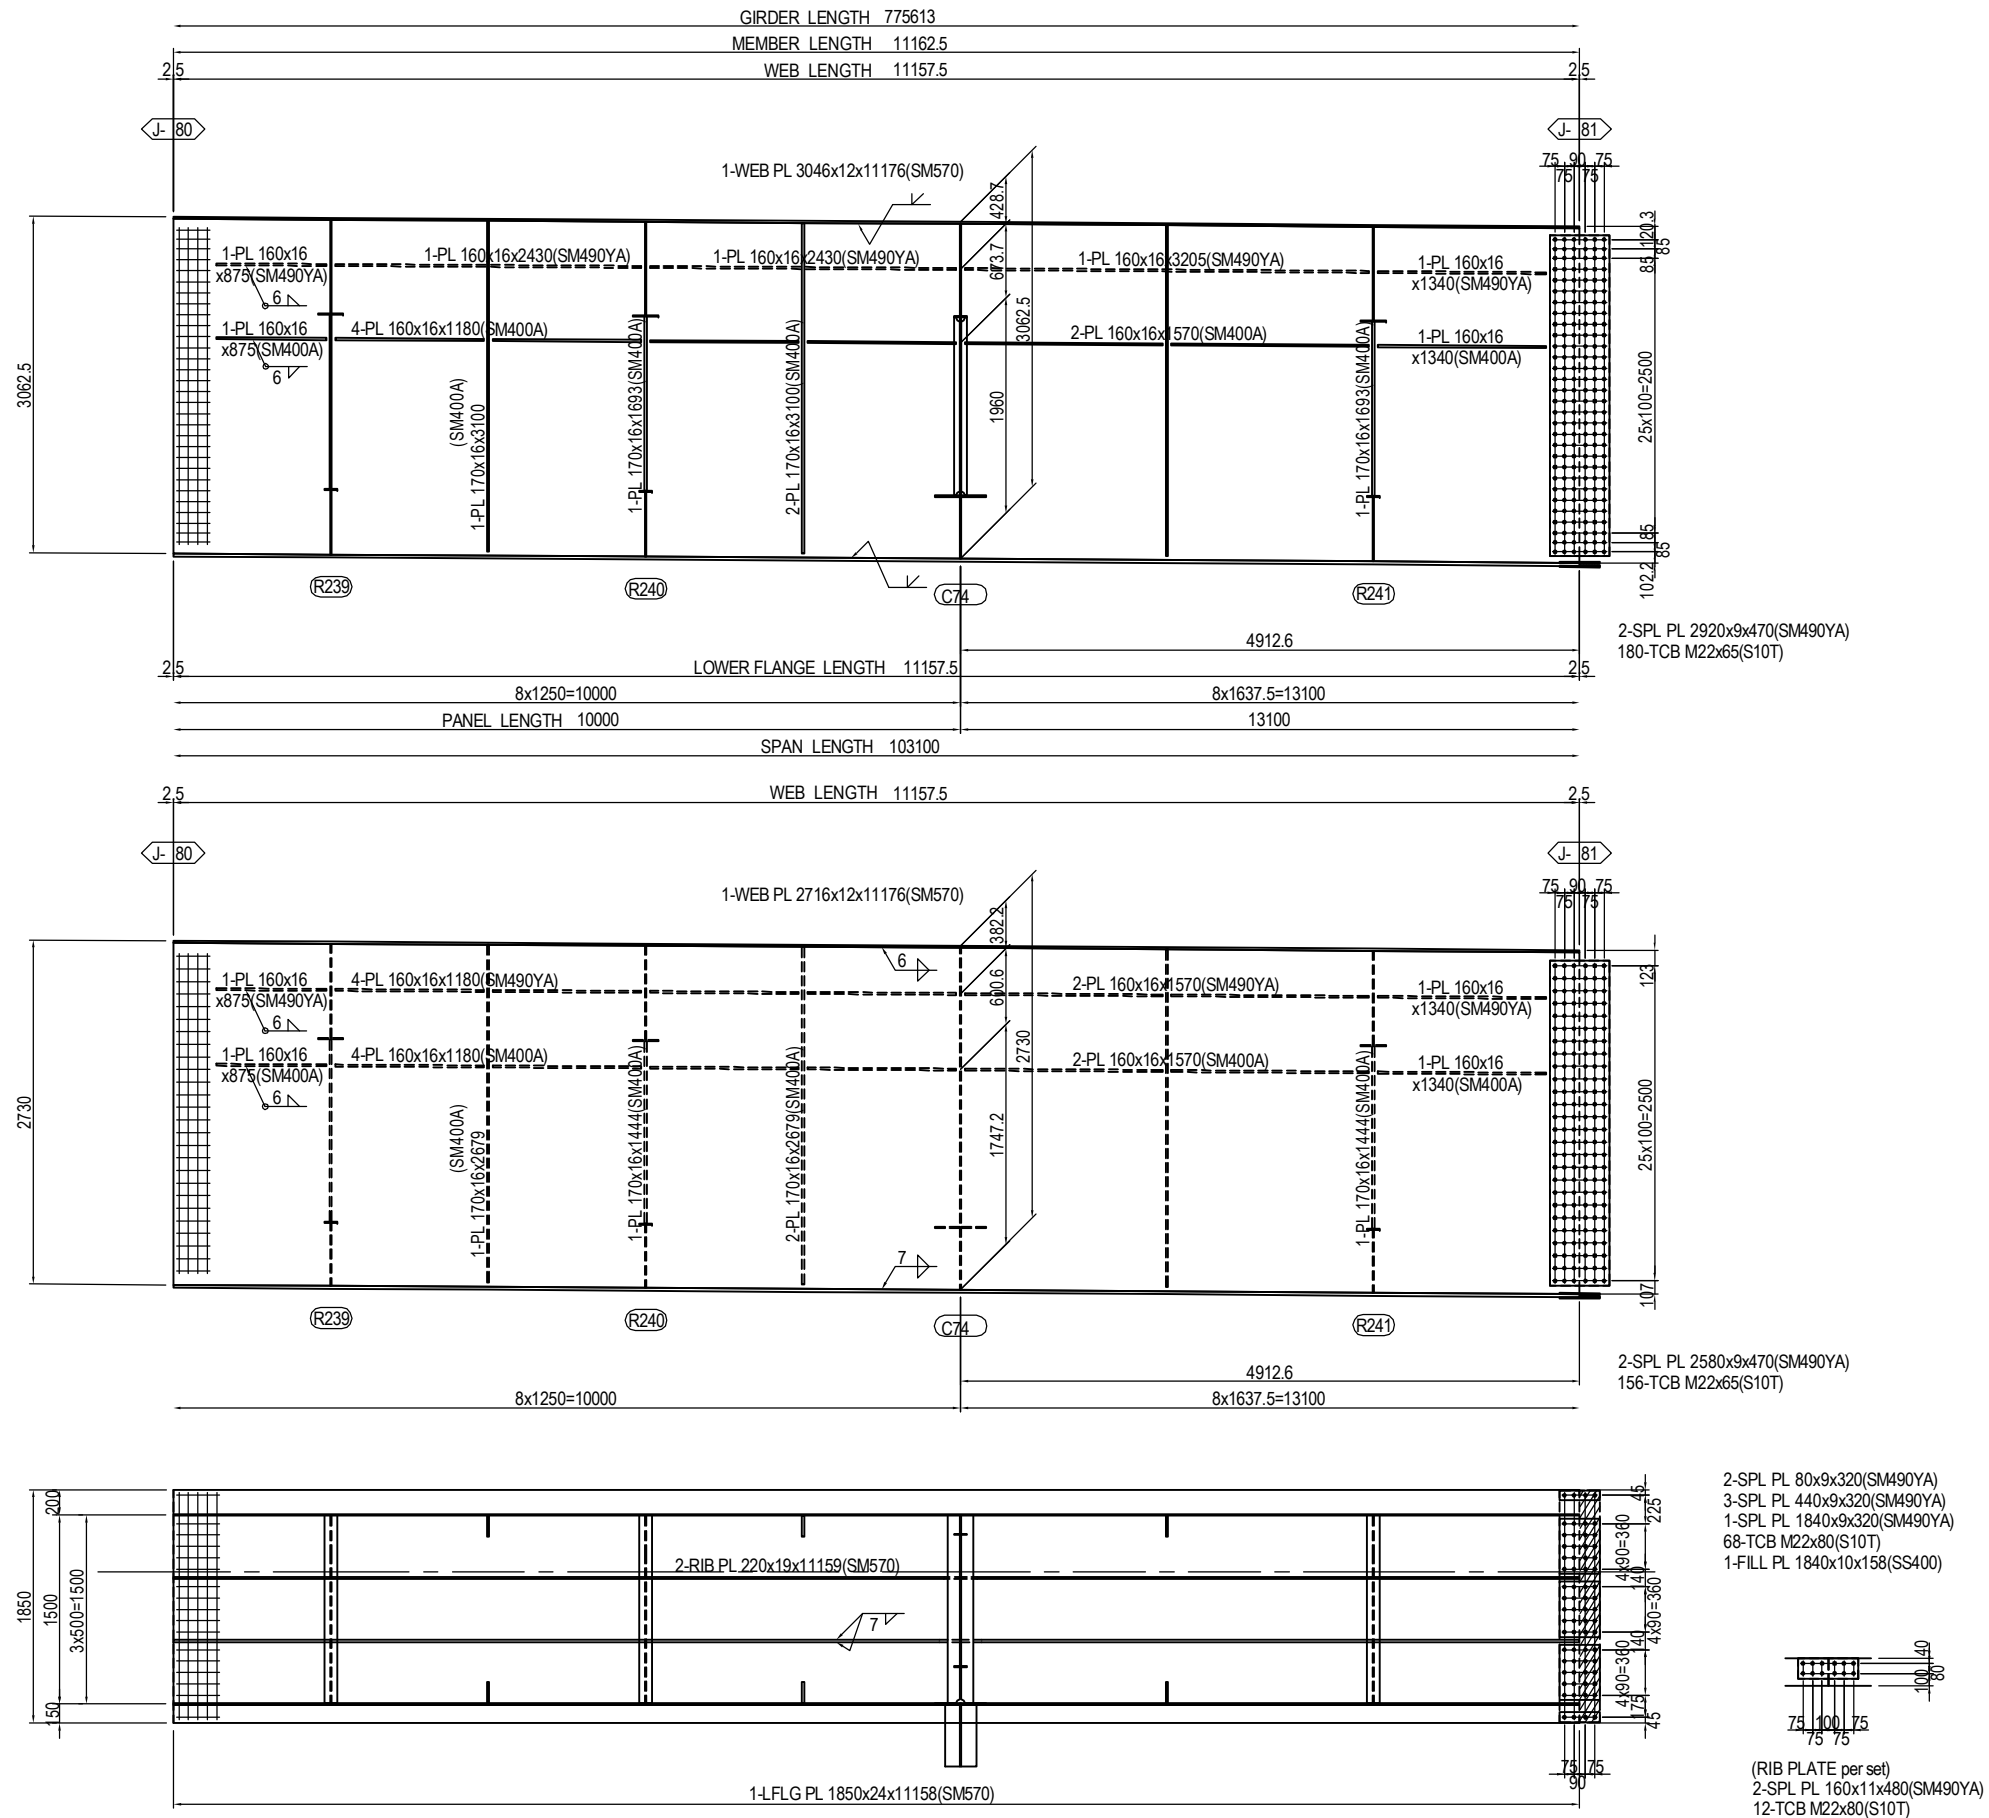 GIRDER LENGTH 775613
MEMBER LENGTH 11162.5
2.5 WEB LENGTH 11157.5 2.5
J- 80
J- 81
75 90 75
75 75
1-WEB PL 3046x12x11176(SM570)
428.7
673.7
3062.5
1960
3062.5
120.3
85
85
25x100=2500
85
85
102.2
1-PL 160x16
x875(SM490YA)
6
1-PL 160x16x2430(SM490YA)
1-PL 160x16x2430(SM490YA)
1-PL 160x16x3205(SM490YA)
1-PL 160x16
x1340(SM490YA)
1-PL 160x16
x875(SM400A)
6
4-PL 160x16x1180(SM400A)
2-PL 160x16x1570(SM400A)
1-PL 160x16
x1340(SM400A)
(SM400A)
1-PL 170x16x3100
1-PL 170x16x1693(SM400A)
2-PL 170x16x3100(SM400A)
1-PL 170x16x1693(SM400A)
R239
R240
C74
R241
4912.6
2-SPL PL 2920x9x470(SM490YA)
180-TCB M22x65(S10T)
2.5 LOWER FLANGE LENGTH 11157.5 2.5
8x1250=10000
8x1637.5=13100
PANEL LENGTH 10000
13100
SPAN LENGTH 103100
2.5 WEB LENGTH 11157.5 2.5
J- 80
J- 81
75 90 75
75 75
1-WEB PL 2716x12x11176(SM570)
382.2
600.6
2730
1747.2
2730
123
25x100=2500
107
6
1-PL 160x16
x875(SM490YA)
6
4-PL 160x16x1180(SM490YA)
2-PL 160x16x1570(SM490YA)
1-PL 160x16
x1340(SM490YA)
1-PL 160x16
x875(SM400A)
6
4-PL 160x16x1180(SM400A)
2-PL 160x16x1570(SM400A)
1-PL 160x16
x1340(SM400A)
(SM400A)
1-PL 170x16x2679
1-PL 170x16x1444(SM400A)
2-PL 170x16x2679(SM400A)
1-PL 170x16x1444(SM400A)
7
R239
R240
C74
R241
4912.6
2-SPL PL 2580x9x470(SM490YA)
156-TCB M22x65(S10T)
8x1250=10000
8x1637.5=13100
2-SPL PL 80x9x320(SM490YA)
3-SPL PL 440x9x320(SM490YA)
1-SPL PL 1840x9x320(SM490YA)
68-TCB M22x80(S10T)
1-FILL PL 1840x10x158(SS400)
1850
200
1500
150
3x500=1500
2-RIB PL 220x19x11159(SM570)
7
45
225
4x90=360
140
4x90=360
140
4x90=360
175
45
75 75
90
1-LFLG PL 1850x24x11158(SM570)
40
80
100
75 100 75
75 75
(RIB PLATE per set)
2-SPL PL 160x11x480(SM490YA)
12-TCB M22x80(S10T)